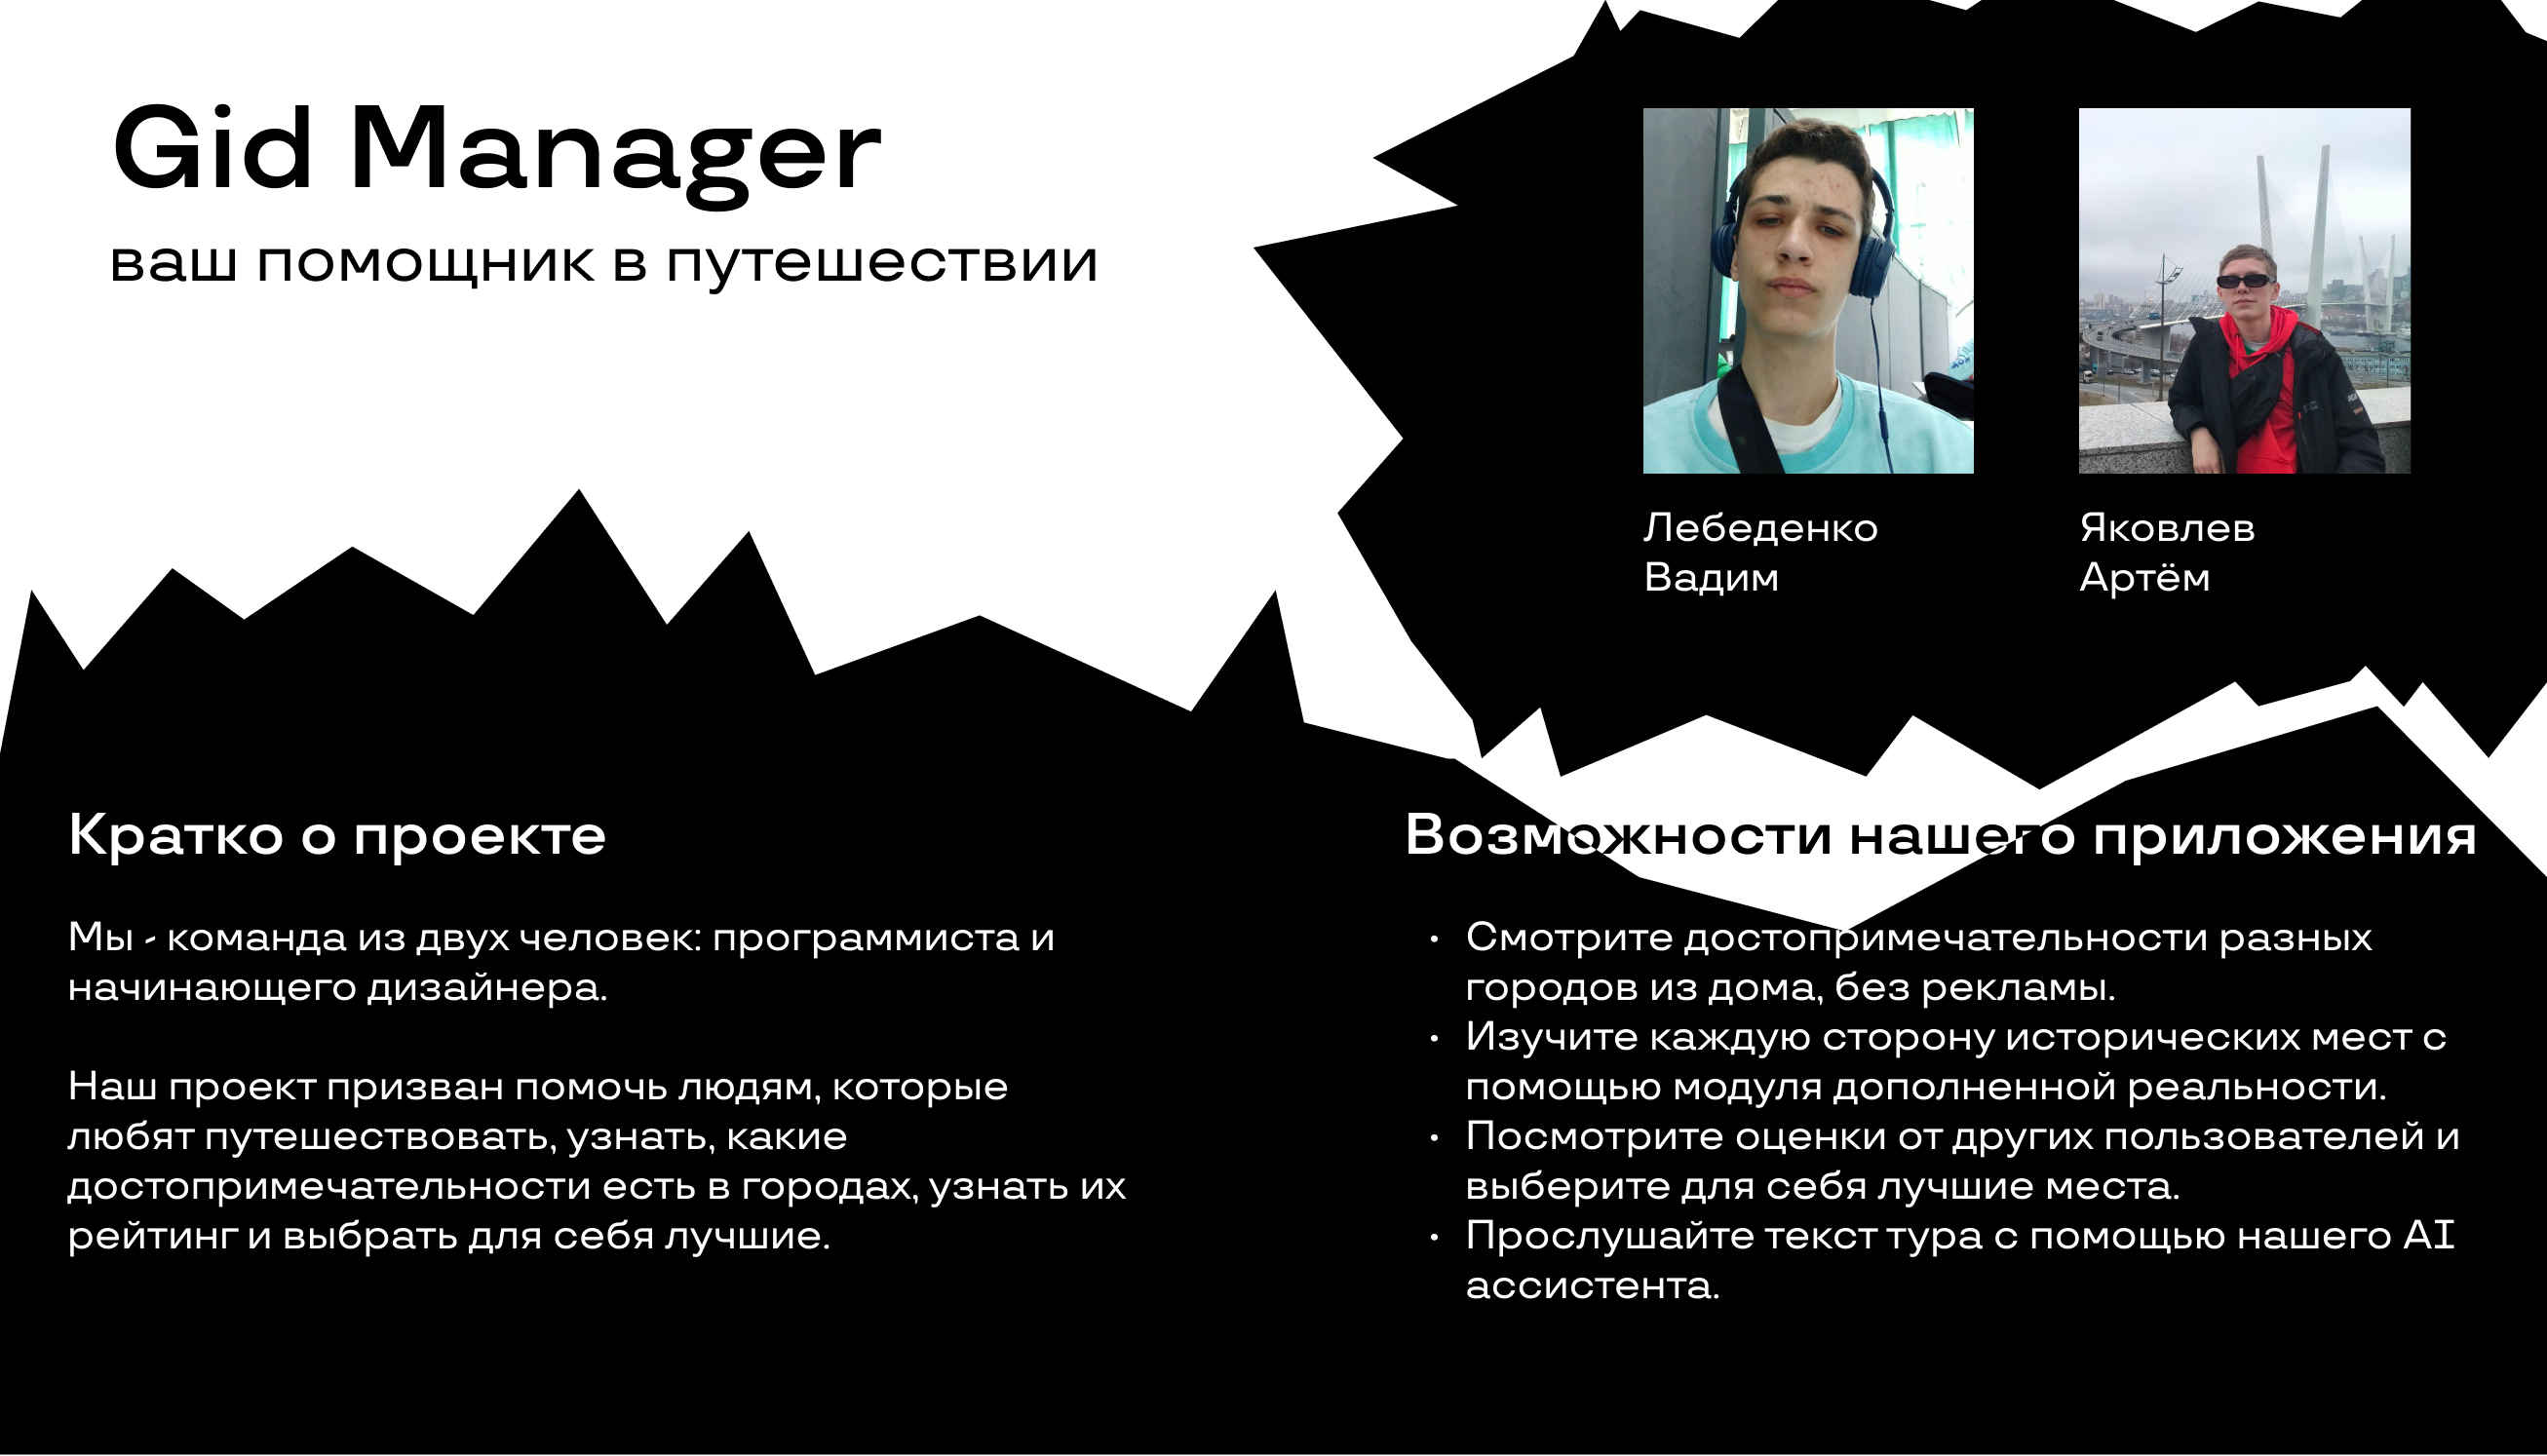 Gid Manager
ваш помощник в путешествии
Лебеденко
Вадим
Яковлев
Артём
Кратко о проекте
Мы - команда из двух человек: программиста и
начинающего дизайнера.
Наш проект призван помочь людям, которые
любят путешествовать, узнать, какие
достопримечательности есть в городах, узнать их
рейтинг и выбрать для себя лучшие.
Возможности нашего приложения
• Смотрите достопримечательности разных
городов из дома, без рекламы.
• Изучите каждую сторону исторических мест с
помощью модуля дополненной реальности.
• Посмотрите оценки от других пользователей и
выберите для себя лучшие места.
• Прослушайте текст тура с помощью нашего AI
ассистента.